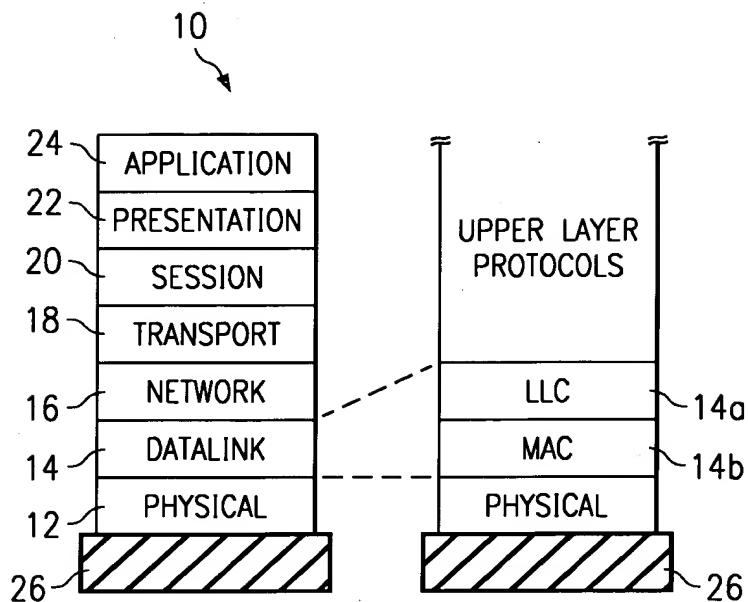 10
24 APPLICATION
22 PRESENTATION
20 SESSION
18 TRANSPORT
16 NETWORK
14 DATALINK
12 PHYSICAL
26
UPPER LAYER
PROTOCOLS
LLC 14a
MAC 14b
PHYSICAL
26